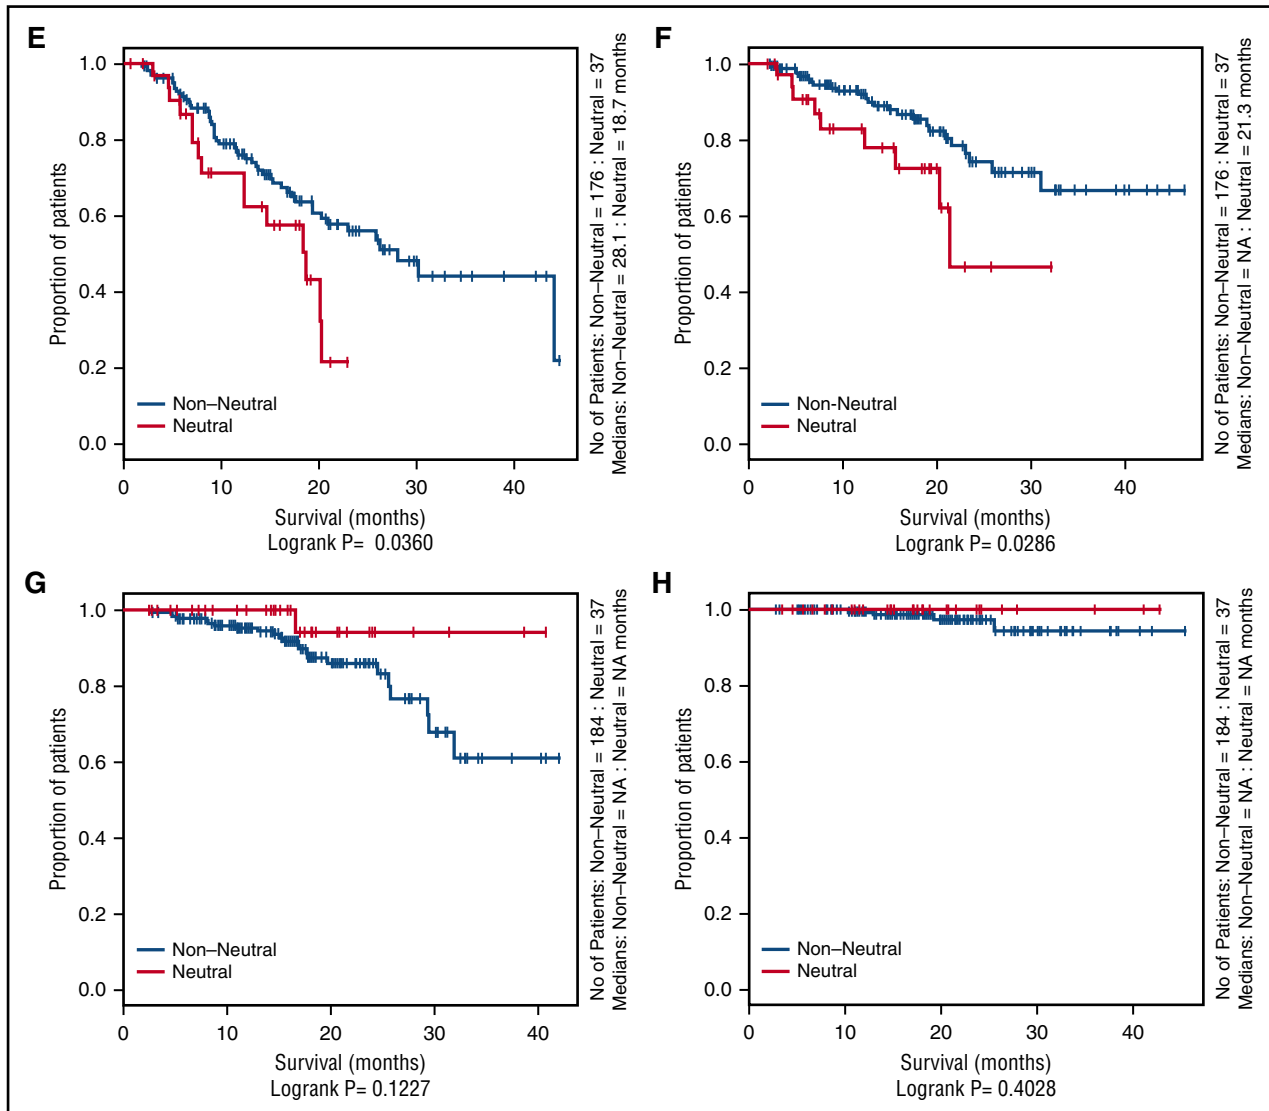 E
1.0
0.8
0.6
0.4
0.2
0.0
Proportion of patients
Non–Neutral
Neutral
0 10 20 30 40
Survival (months)
Logrank P= 0.0360
No of Patients: Non–Neutral = 176 : Neutral = 37
Medians: Non–Neutral = 28.1 : Neutral = 18.7 months
F
1.0
0.8
0.6
0.4
0.2
0.0
Proportion of patients
Non-Neutral
Neutral
0 10 20 30 40
Survival (months)
Logrank P= 0.0286
No of Patients: Non–Neutral = 176 : Neutral = 37
Medians: Non–Neutral = NA : Neutral = 21.3 months
G
1.0
0.8
0.6
0.4
0.2
0.0
Proportion of patients
Non–Neutral
Neutral
0 10 20 30 40
Survival (months)
Logrank P= 0.1227
No of Patients: Non–Neutral = 184 : Neutral = 37
Medians: Non–Neutral = NA : Neutral = NA months
H
1.0
0.8
0.6
0.4
0.2
0.0
Proportion of patients
Non–Neutral
Neutral
0 10 20 30 40
Survival (months)
Logrank P= 0.4028
No of Patients: Non–Neutral = 184 : Neutral = 37
Medians: Non–Neutral = NA : Neutral = NA months